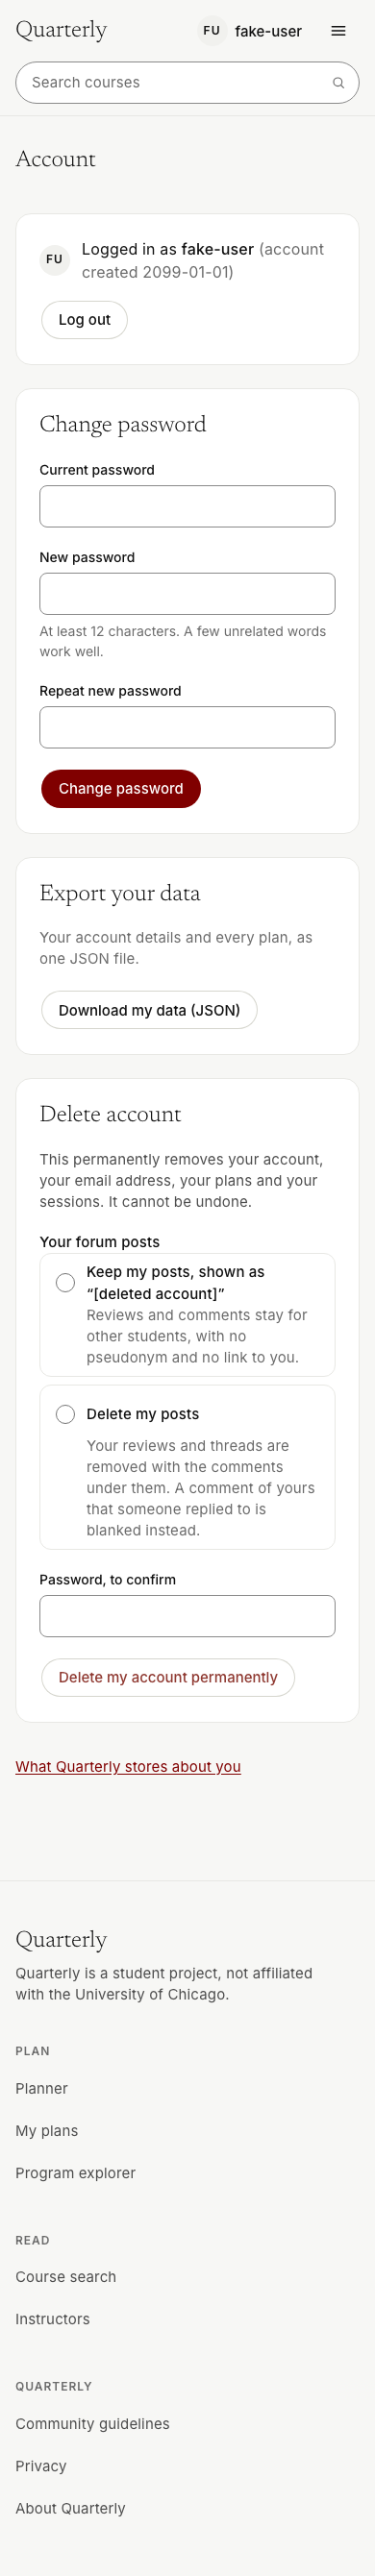 Quarterly
FU fake-user
Search courses
Account
FU
Logged in as fake-user (account
created 2099-01-01)
Log out
Change password
Current password
New password
At least 12 characters. A few unrelated words
work well.
Repeat new password
Change password
Export your data
Your account details and every plan, as
one JSON file.
Download my data (JSON)
Delete account
This permanently removes your account,
your email address, your plans and your
sessions. It cannot be undone.
Your forum posts
Keep my posts, shown as
“[deleted account]”
Reviews and comments stay for
other students, with no
pseudonym and no link to you.
Delete my posts
Your reviews and threads are
removed with the comments
under them. A comment of yours
that someone replied to is
blanked instead.
Password, to confirm
Delete my account permanently
What Quarterly stores about you
Quarterly
Quarterly is a student project, not affiliated
with the University of Chicago.
PLAN
Planner
My plans
Program explorer
READ
Course search
Instructors
QUARTERLY
Community guidelines
Privacy
About Quarterly